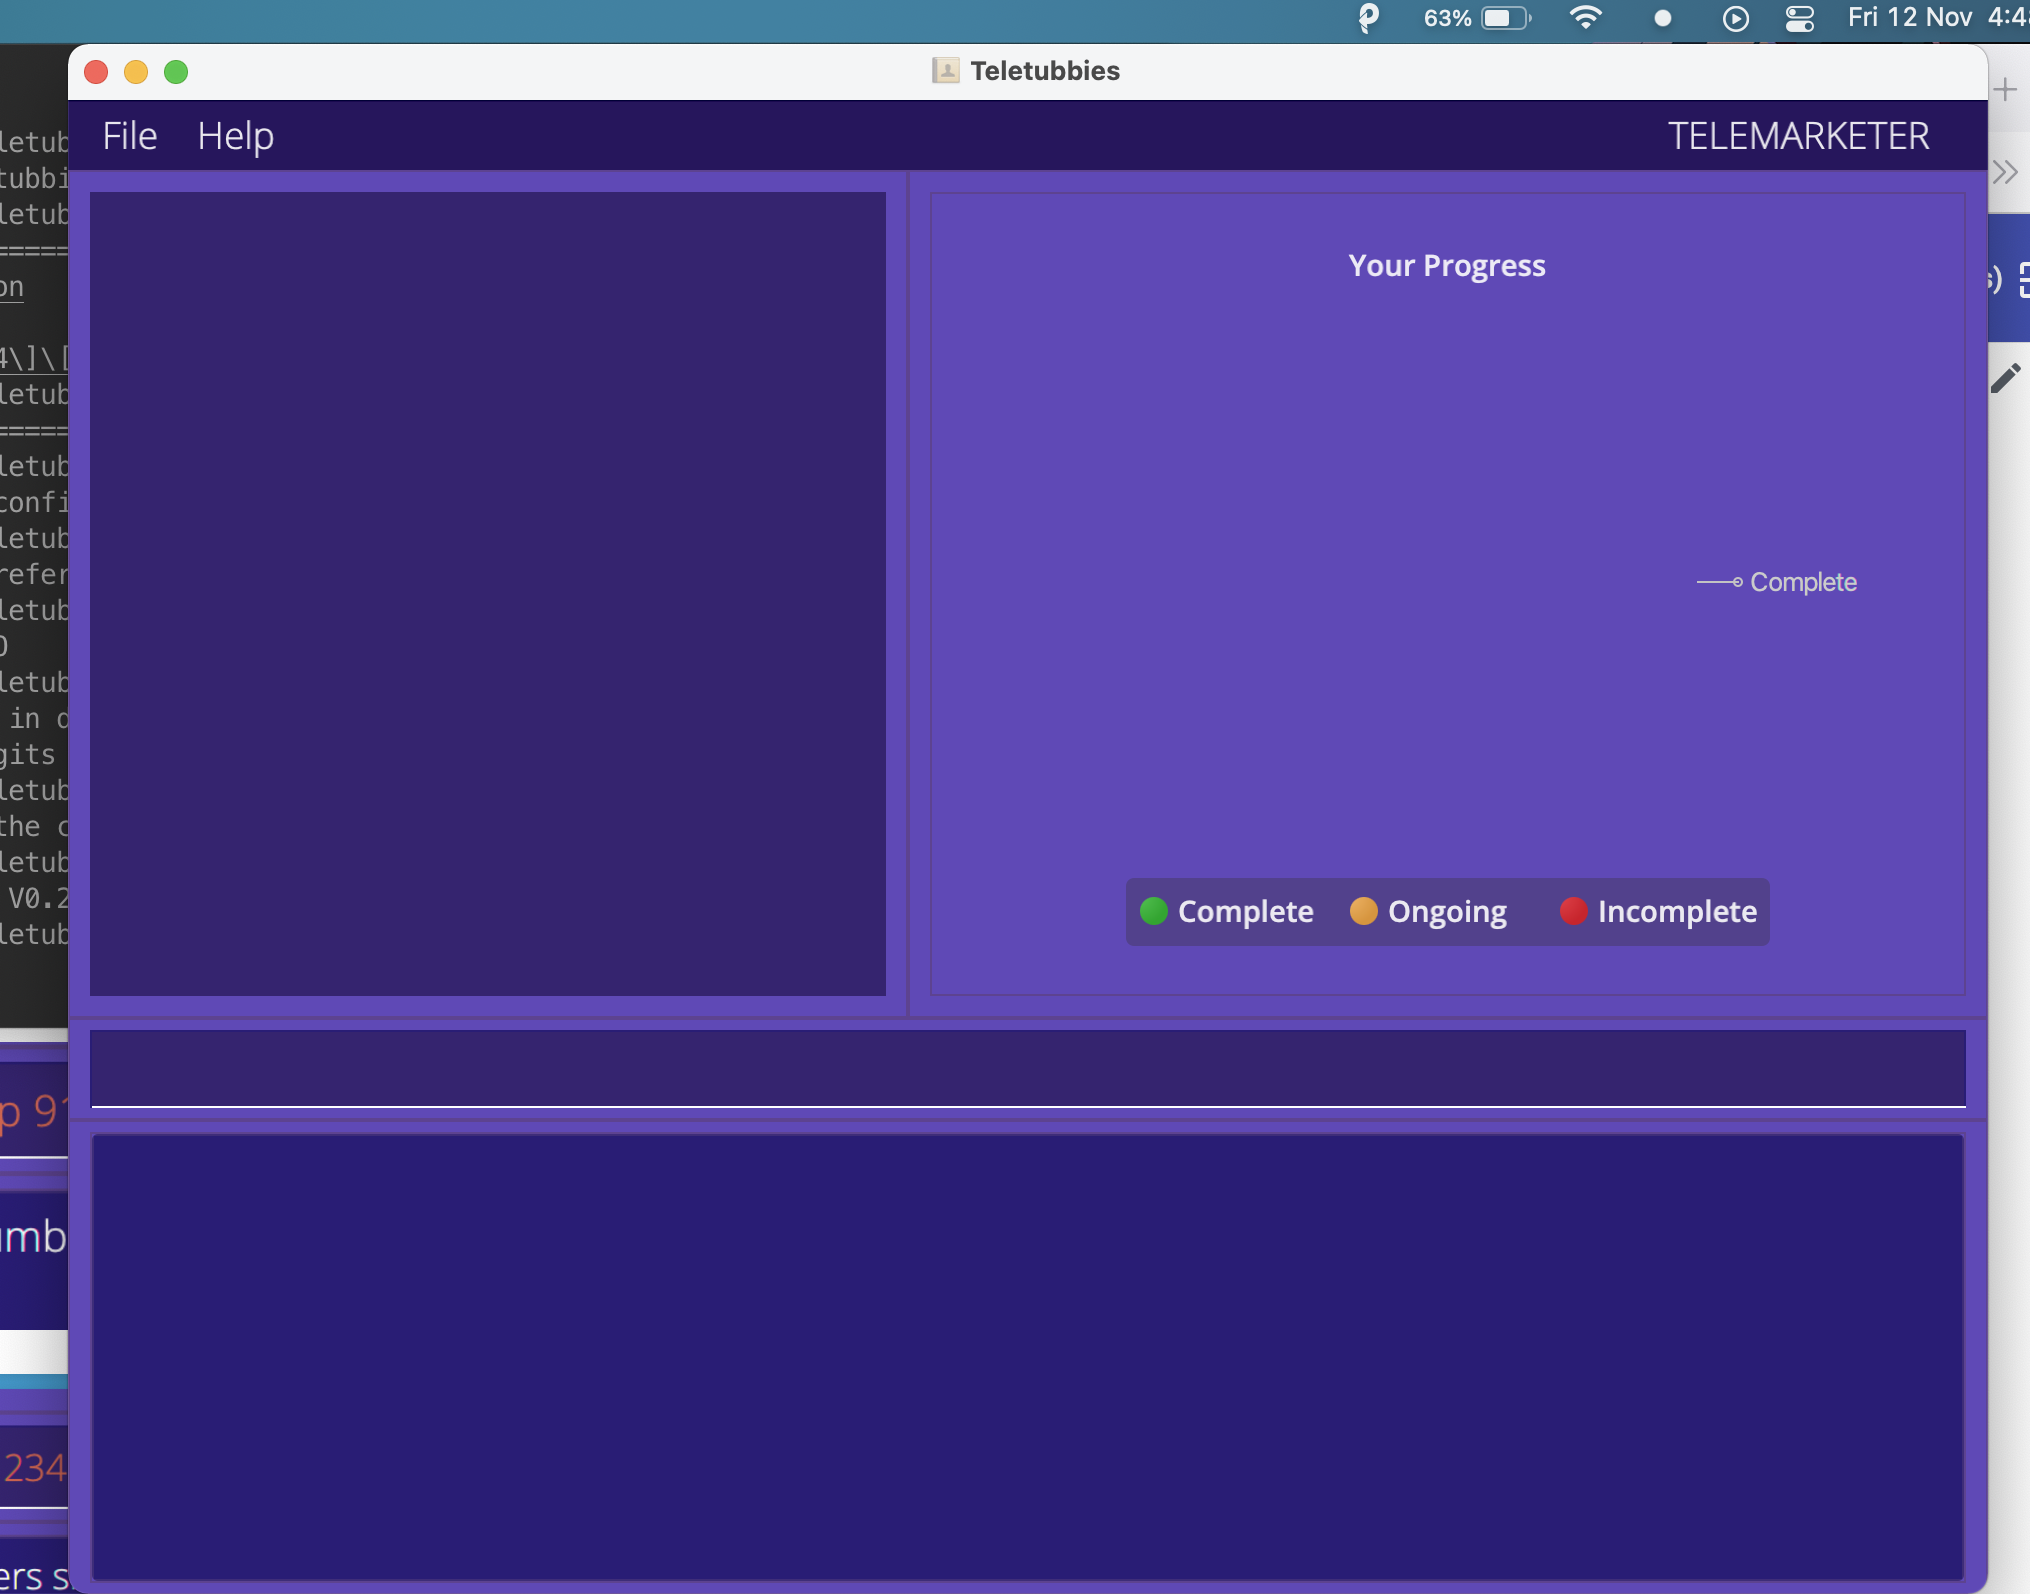 63% Fri 12 Nov 4:4
Teletubbies
File Help TELEMARKETER
Your Progress
Complete
Complete Ongoing Incomplete
letub
tubbi
letub
======
on
4\]\[
letub
======
letub
confi
letub
refer
letub
letub
in
gits
letub
the
letub
V0.2
letub
p 91
umb
234
ers s
s)